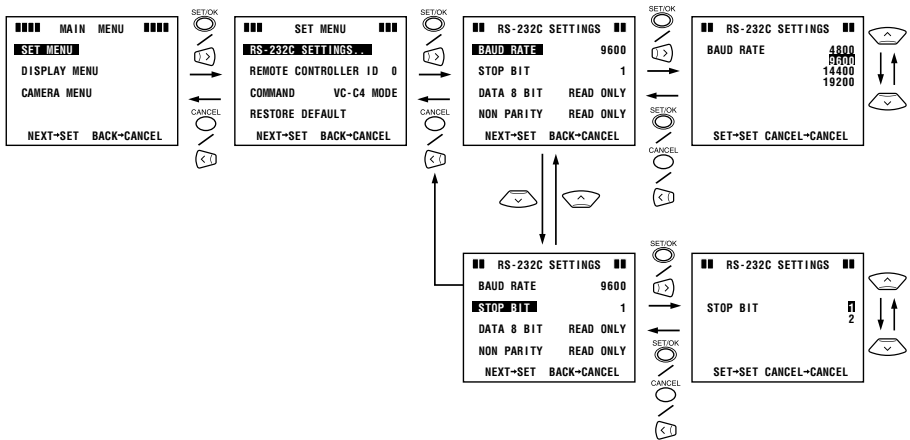 MAIN MENU
SET MENU
DISPLAY MENU
CAMERA MENU
NEXT→SET BACK→CANCEL
SET/OK
CANCEL
SET MENU
RS-232C SETTINGS..
REMOTE CONTROLLER ID 0
COMMAND VC-C4 MODE
RESTORE DEFAULT
NEXT→SET BACK→CANCEL
SET/OK
CANCEL
RS-232C SETTINGS
BAUD RATE 9600
STOP BIT 1
DATA 8 BIT READ ONLY
NON PARITY READ ONLY
NEXT→SET BACK→CANCEL
SET/OK
SET/OK
CANCEL
RS-232C SETTINGS
BAUD RATE 4800
9600
14400
19200
SET→SET CANCEL→CANCEL
RS-232C SETTINGS
BAUD RATE 9600
STOP BIT 1
DATA 8 BIT READ ONLY
NON PARITY READ ONLY
NEXT→SET BACK→CANCEL
SET/OK
SET/OK
CANCEL
RS-232C SETTINGS
STOP BIT 1
2
SET→SET CANCEL→CANCEL